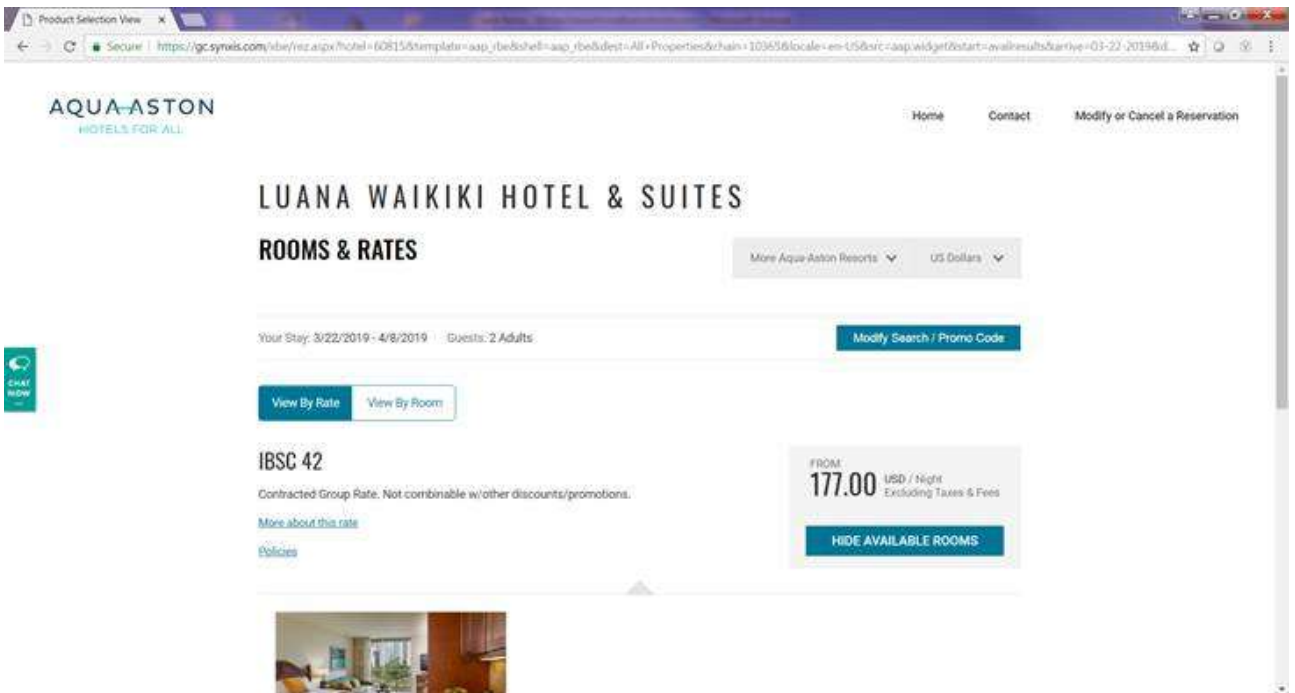 Product Selection View
Secure
https://gc.synxis.com/xbe/rez.aspx?hotel=60815&template=aap_rbe&shell=aap_rbe&dest=All+Properties&chain=10365&locale=en-US&src=aap.widget&start=availresults&arrive=03-22-2019&d...
AQUA-ASTON
HOTELS FOR ALL
Home
Contact
Modify or Cancel a Reservation
LUANA WAIKIKI HOTEL & SUITES
ROOMS & RATES
More Aqua-Aston Resorts
US Dollars
Your Stay: 3/22/2019 - 4/8/2019
Guests: 2 Adults
Modify Search / Promo Code
CHAT
NOW
View By Rate
View By Room
IBSC 42
Contracted Group Rate. Not combinable w/other discounts/promotions.
More about this rate
Policies
FROM
177.00 USD / Night
Excluding Taxes & Fees
HIDE AVAILABLE ROOMS